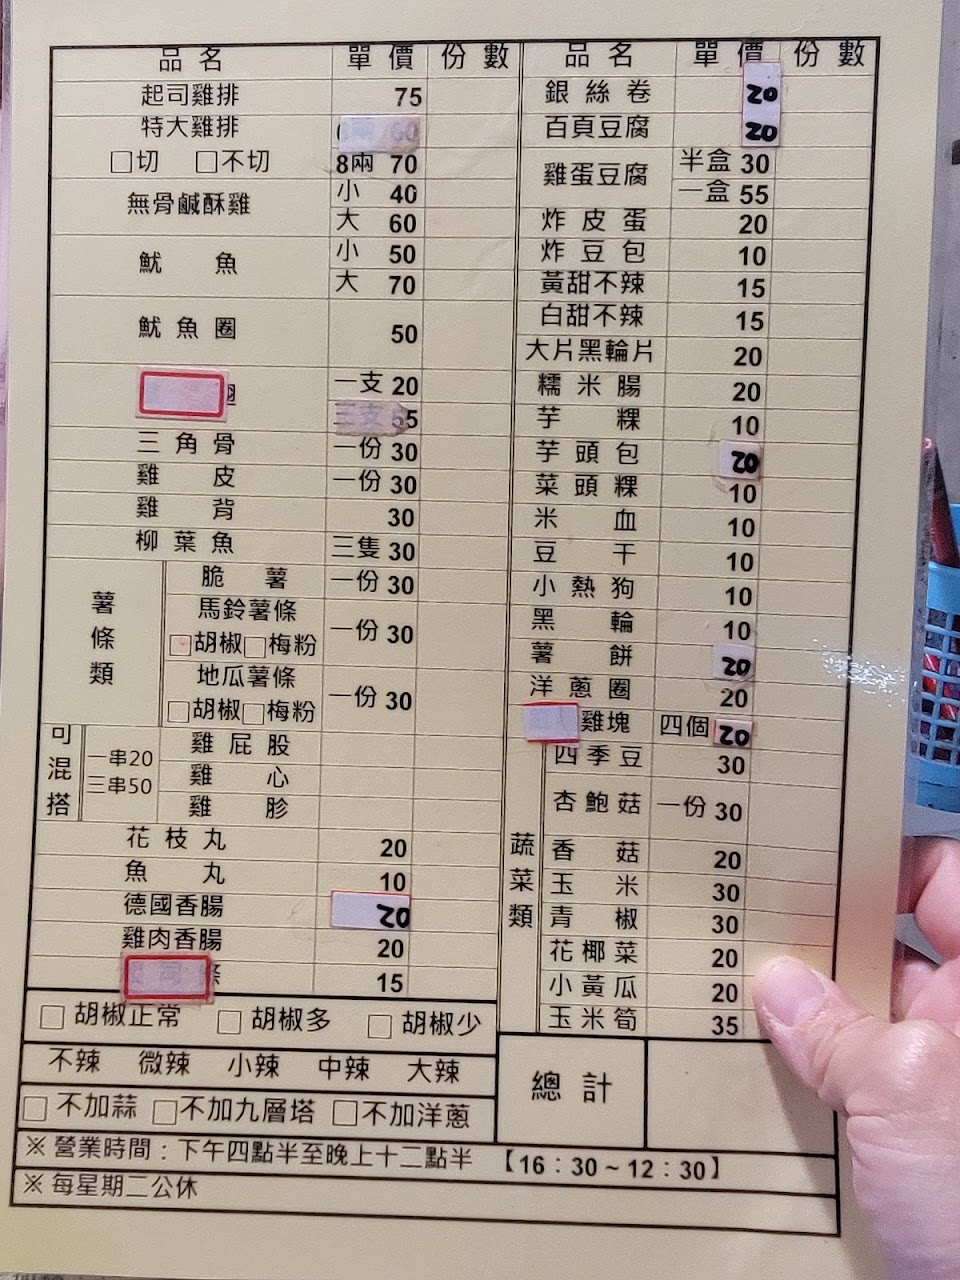 品名 單價 份數
起司雞排 75
特大雞排 60
□切 □不切 8兩 70
無骨鹹酥雞 小 40
大 60
魷魚 小 50
大 70
魷魚圈 50
一支 20
三支 55
三角骨 一份 30
雞皮 一份 30
雞背 30
柳葉魚 三隻 30
薯條類
脆薯 一份 30
馬鈴薯條 一份 30
□胡椒□梅粉
地瓜薯條 一份 30
□胡椒□梅粉
可混搭
一串20
三串50
雞屁股
雞心
雞胗
花枝丸 20
魚丸 10
德國香腸 20
雞肉香腸 20
條 15
□胡椒正常 □胡椒多 □胡椒少
不辣 微辣 小辣 中辣 大辣
□不加蒜 □不加九層塔 □不加洋蔥
品名 單價 份數
銀絲卷 20
百頁豆腐 20
雞蛋豆腐 半盒 30
一盒 55
炸皮蛋 20
炸豆包 10
黃甜不辣 15
白甜不辣 15
大片黑輪片 20
糯米腸 20
芋粿 10
芋頭包 20
菜頭粿 10
米血 10
豆干 10
小熱狗 10
黑輪 10
薯餅 20
洋蔥圈 20
雞塊 四個 20
蔬菜類
四季豆 30
杏鮑菇 一份 30
香菇 20
玉米 30
青椒 30
花椰菜 20
小黃瓜 20
玉米筍 35
總計
※營業時間：下午四點半至晚上十二點半 【16：30～12：30】
※每星期二公休